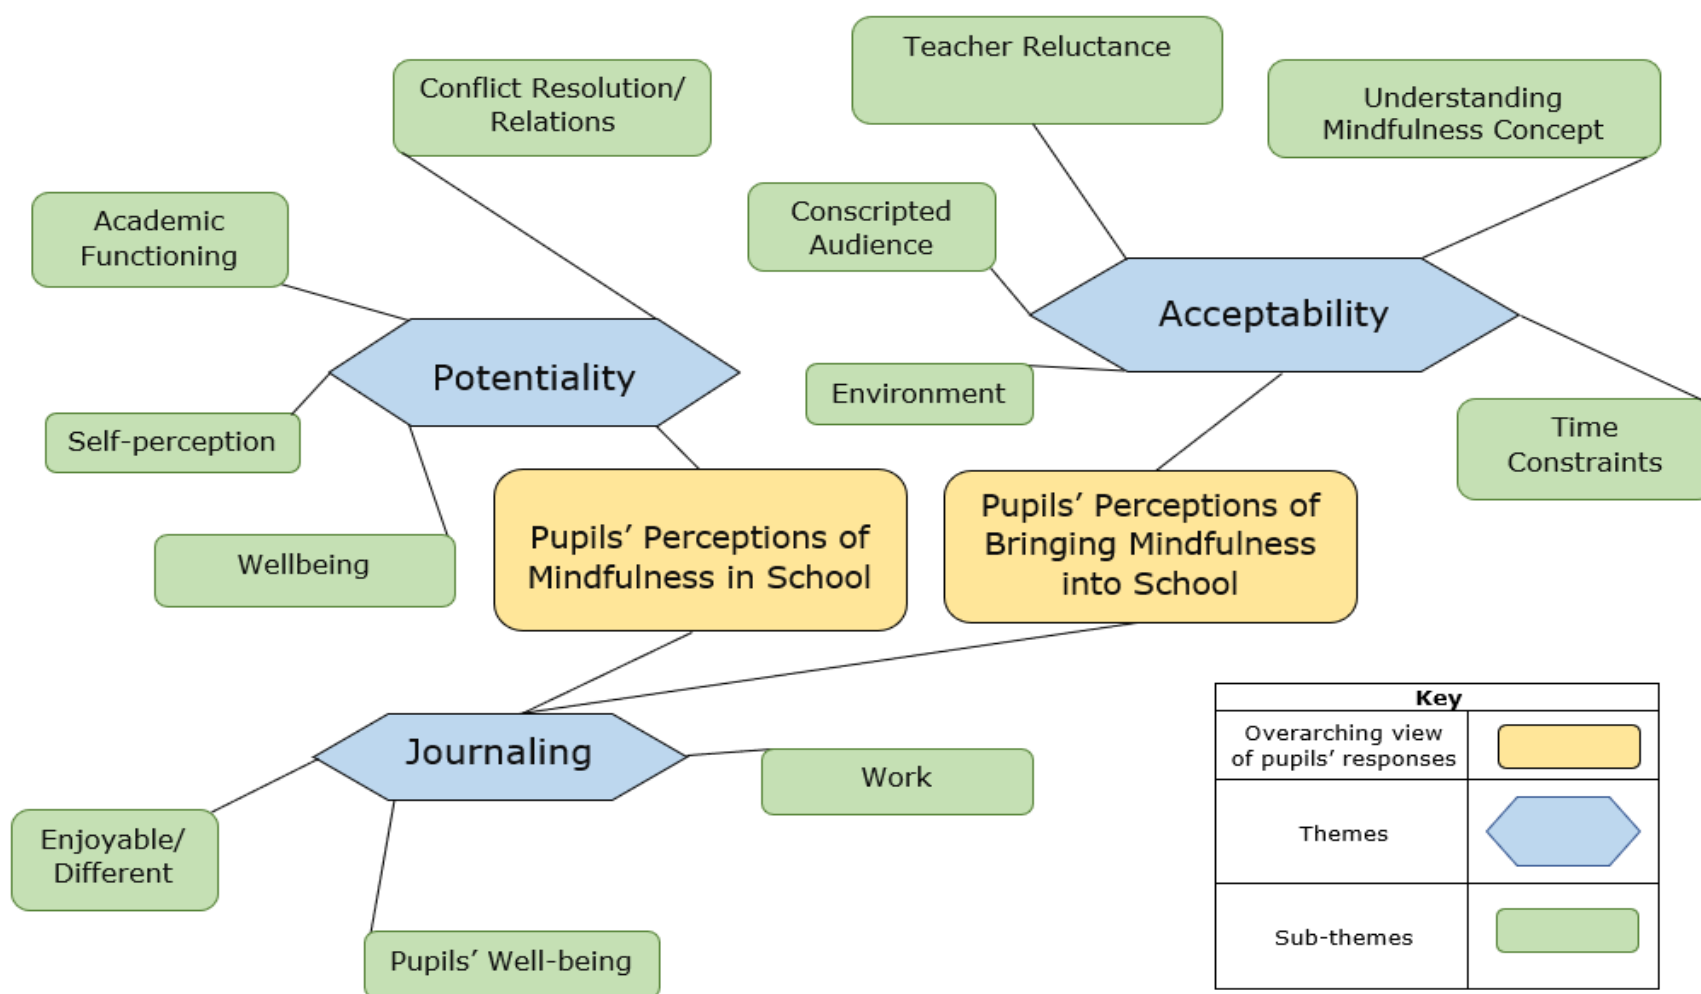 Teacher Reluctance
Conflict Resolution/
Relations
Understanding
Mindfulness Concept
Academic
Functioning
Conscripted
Audience
Acceptability
Potentiality
Environment
Self-perception
Time
Constraints
Pupils’ Perceptions of
Mindfulness in School
Pupils’ Perceptions of
Bringing Mindfulness
into School
Wellbeing
Journaling
Work
Enjoyable/
Different
Pupils’ Well-being
Key
Overarching view
of pupils’ responses
Themes
Sub-themes